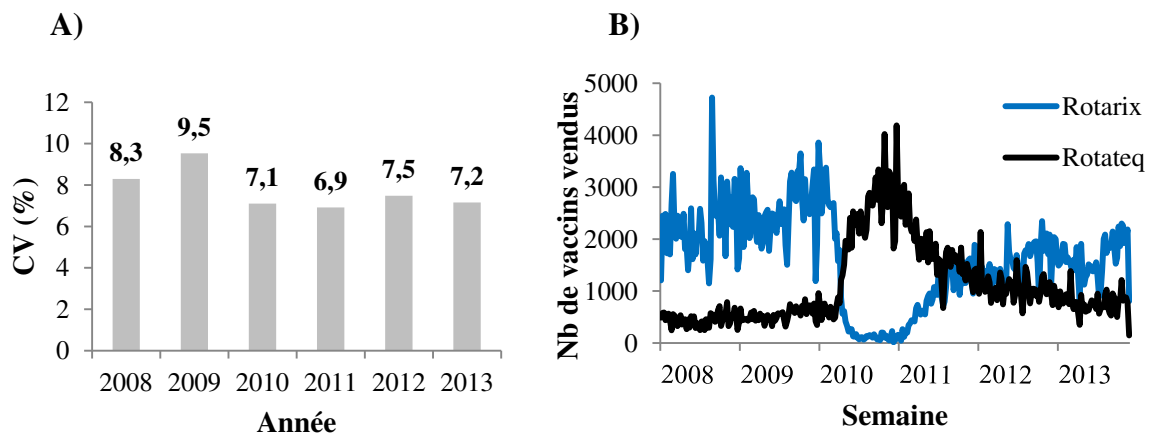 A)
CV (%)
12
10
8
6
4
2
0
8,3
9,5
7,1
6,9
7,5
7,2
2008 2009 2010 2011 2012 2013
Année
B)
Nb de vaccins vendus
5000
4000
3000
2000
1000
0
Rotarix
Rotateq
2008 2009 2010 2011 2012 2013
Semaine